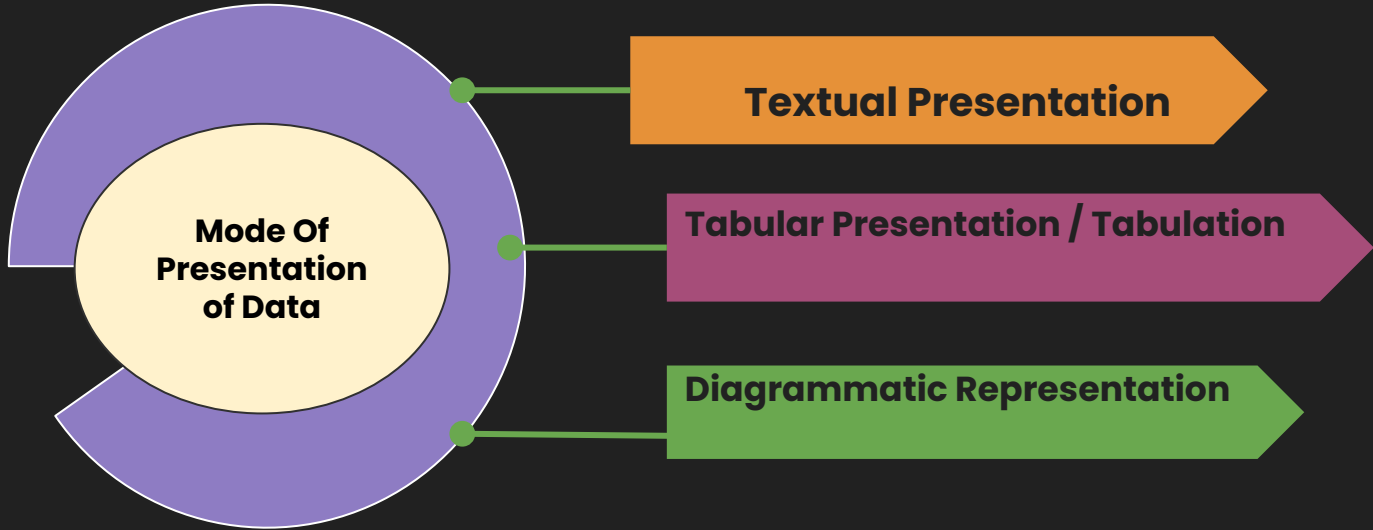 Mode Of
Presentation
of Data
Textual Presentation
Tabular Presentation / Tabulation
Diagrammatic Representation